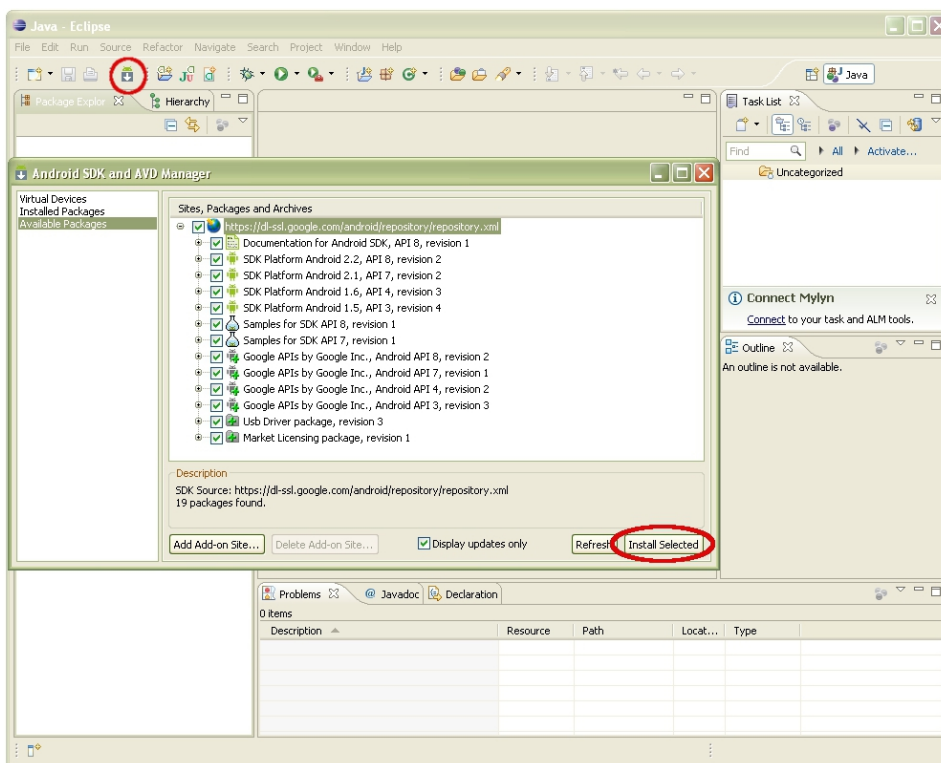 Java - Eclipse
File Edit Run Source Refactor Navigate Search Project Window Help
Java
Package Explor
Hierarchy
Task List
Find
All
Activate...
Uncategorized
Android SDK and AVD Manager
Virtual Devices
Installed Packages
Available Packages
Sites, Packages and Archives
https://dl-ssl.google.com/android/repository/repository.xml
Documentation for Android SDK, API 8, revision 1
SDK Platform Android 2.2, API 8, revision 2
SDK Platform Android 2.1, API 7, revision 2
SDK Platform Android 1.6, API 4, revision 3
SDK Platform Android 1.5, API 3, revision 4
Samples for SDK API 8, revision 1
Samples for SDK API 7, revision 1
Google APIs by Google Inc., Android API 8, revision 2
Google APIs by Google Inc., Android API 7, revision 1
Google APIs by Google Inc., Android API 4, revision 2
Google APIs by Google Inc., Android API 3, revision 3
Usb Driver package, revision 3
Market Licensing package, revision 1
Description
SDK Source: https://dl-ssl.google.com/android/repository/repository.xml
19 packages found.
Add Add-on Site...
Delete Add-on Site...
Display updates only
Refresh
Install Selected
Connect Mylyn
Connect to your task and ALM tools.
Outline
An outline is not available.
Problems
@ Javadoc
Declaration
0 items
Description Resource Path Locat... Type